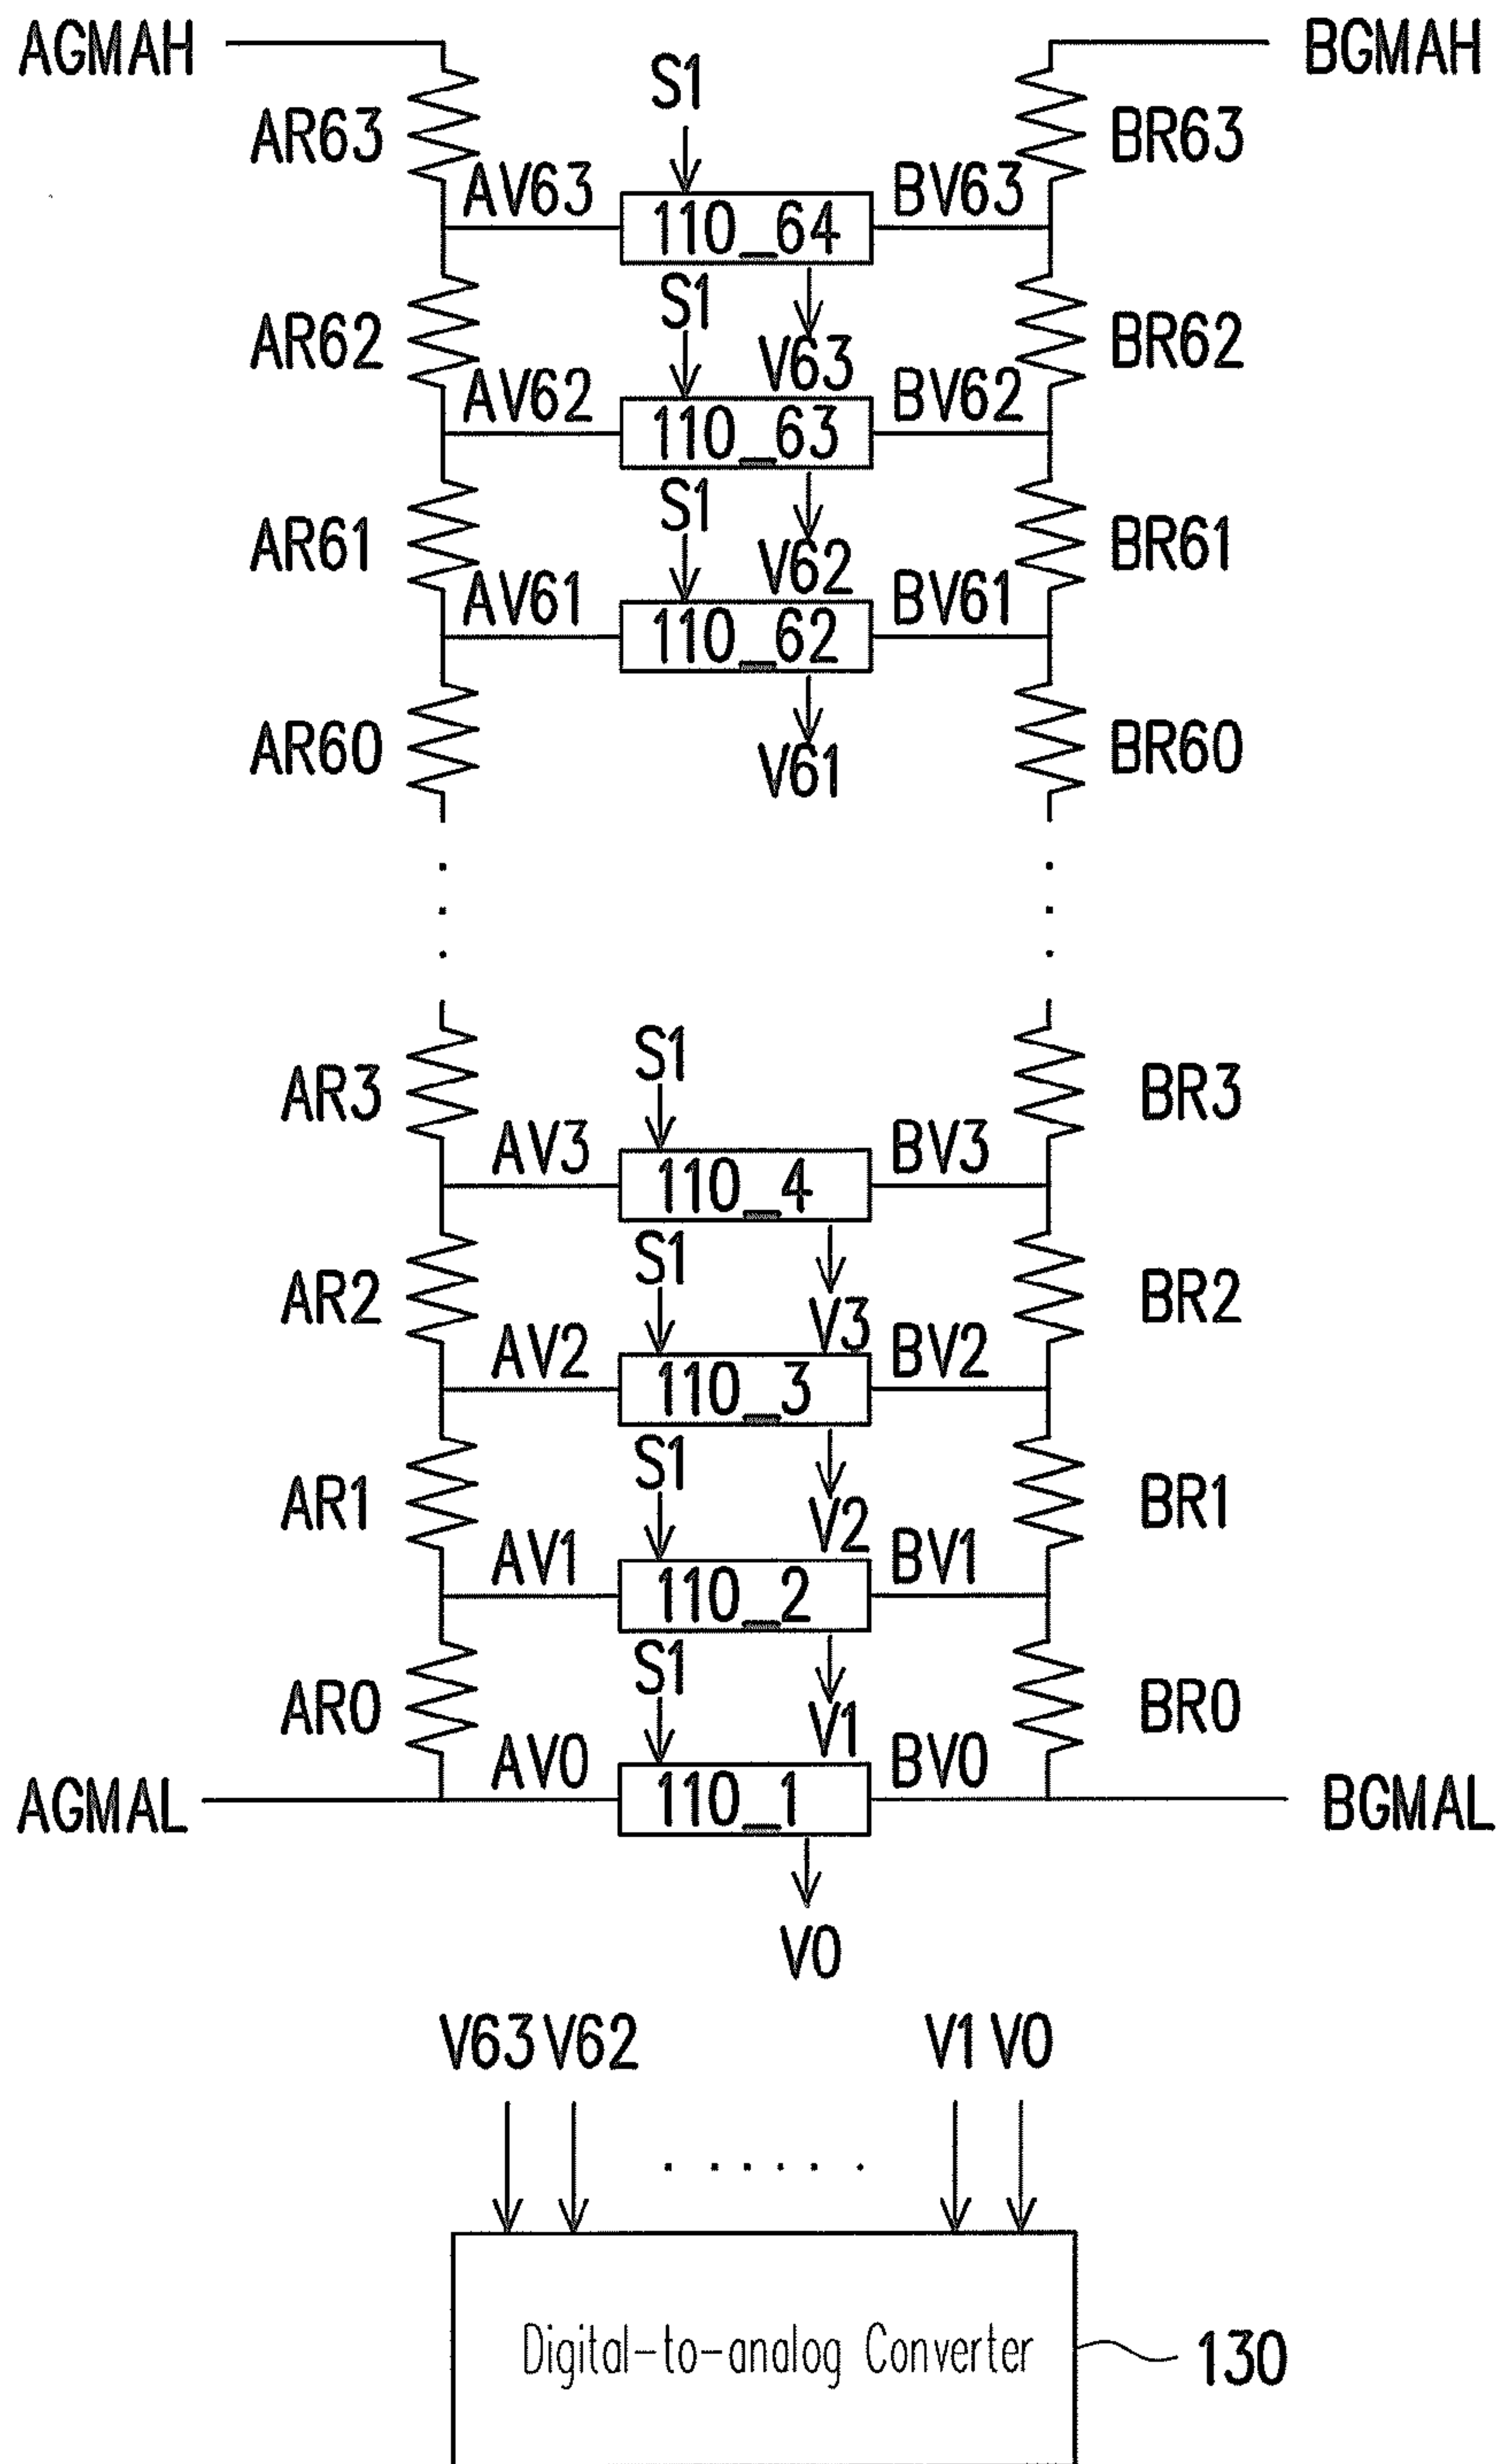 AGMAH BGMAH
S1
AR63 BR63
AV63 BV63
110_64
S1
AR62 V63 BR62
AV62 BV62
110_63
S1
AR61 V62 BR61
AV61 BV61
110_62
AR60 V61 BR60
S1
AR3 BR3
AV3 BV3
110_4
S1
AR2 V3 BR2
AV2 BV2
110_3
S1
AR1 V2 BR1
AV1 BV1
110_2
S1
AR0 V1 BR0
AV0 BV0
AGMAL 110_1 BGMAL
V0
V63 V62 V1 V0
Digital-to-analog Converter 130